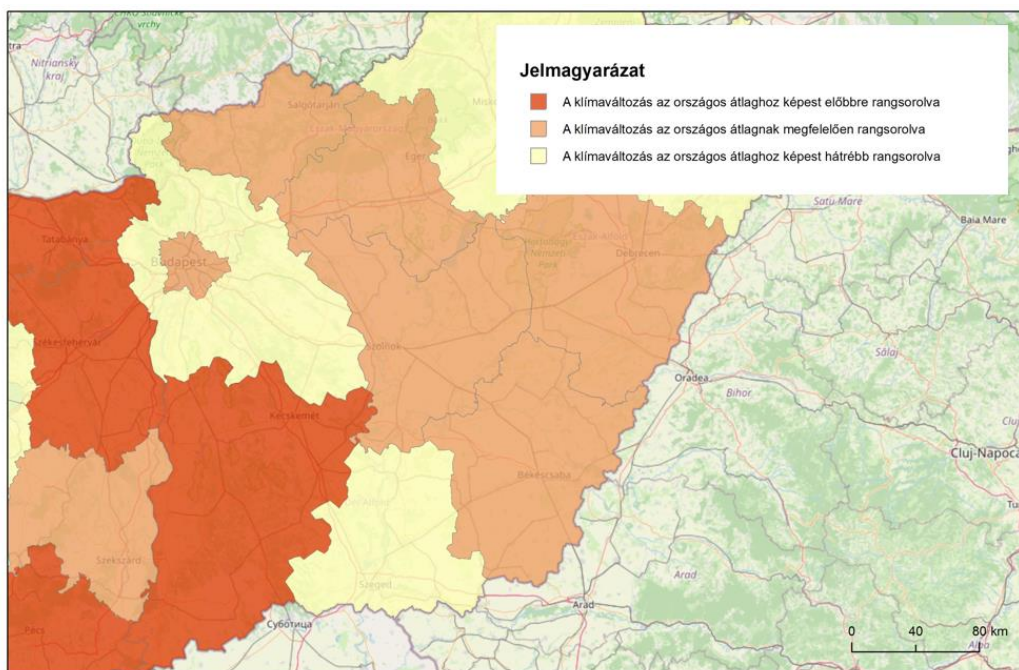 Jelmagyarázat
A klímaváltozás az országos átlaghoz képest előbbre rangsorolva
A klímaváltozás az országos átlagnak megfelelően rangsorolva
A klímaváltozás az országos átlaghoz képest hátrébb rangsorolva
vrchy
Nitriansky
kraj
Salgótarján
Eger
Satu Mare
Baia Mare
Tatabánya
Budapest
Debrecen
Székesfehérvár
Szolnok
Oradea
Sălaj
Bihor
Kecskemét
Cluj-Napoca
Békéscsaba
Szekszárd
Szeged
Pécs
Суботица
Arad
Arad
0 40 80 km